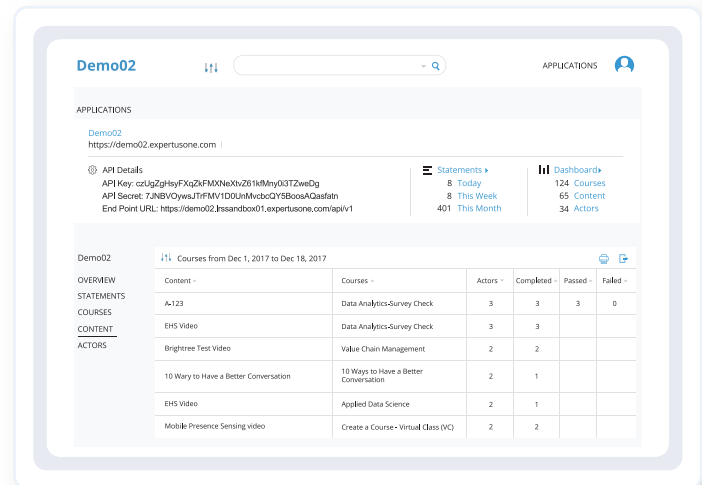 Demo02
APPLICATIONS
APPLICATIONS
Demo02
https://demo02.expertusone.com
API Details
API Key: czUgZgHsyFXqZkFMXNeXtvZ61kfMny0i3TZweDg
API Secret: 7JNBVOywsJTrFMV1D0UnMvcbcQY5BoosAQasfatn
End Point URL: https://demo02.lrssandbox01.expertusone.com/api/v1
Statements
8 Today
8 This Week
401 This Month
Dashboard
124 Courses
65 Content
34 Actors
Demo02
OVERVIEW
STATEMENTS
COURSES
CONTENT
ACTORS
Courses from Dec 1, 2017 to Dec 18, 2017
Content Courses Actors Completed Passed Failed
A-123 Data Analytics-Survey Check 3 3 3 0
EHS Video Data Analytics-Survey Check 3 3
Brightree Test Video Value Chain Management 2 2
10 Wary to Have a Better Conversation 10 Ways to Have a Better
Conversation 2 1
EHS Video Applied Data Science 2 1
Mobile Presence Sensing video Create a Course - Virtual Class (VC) 2 2